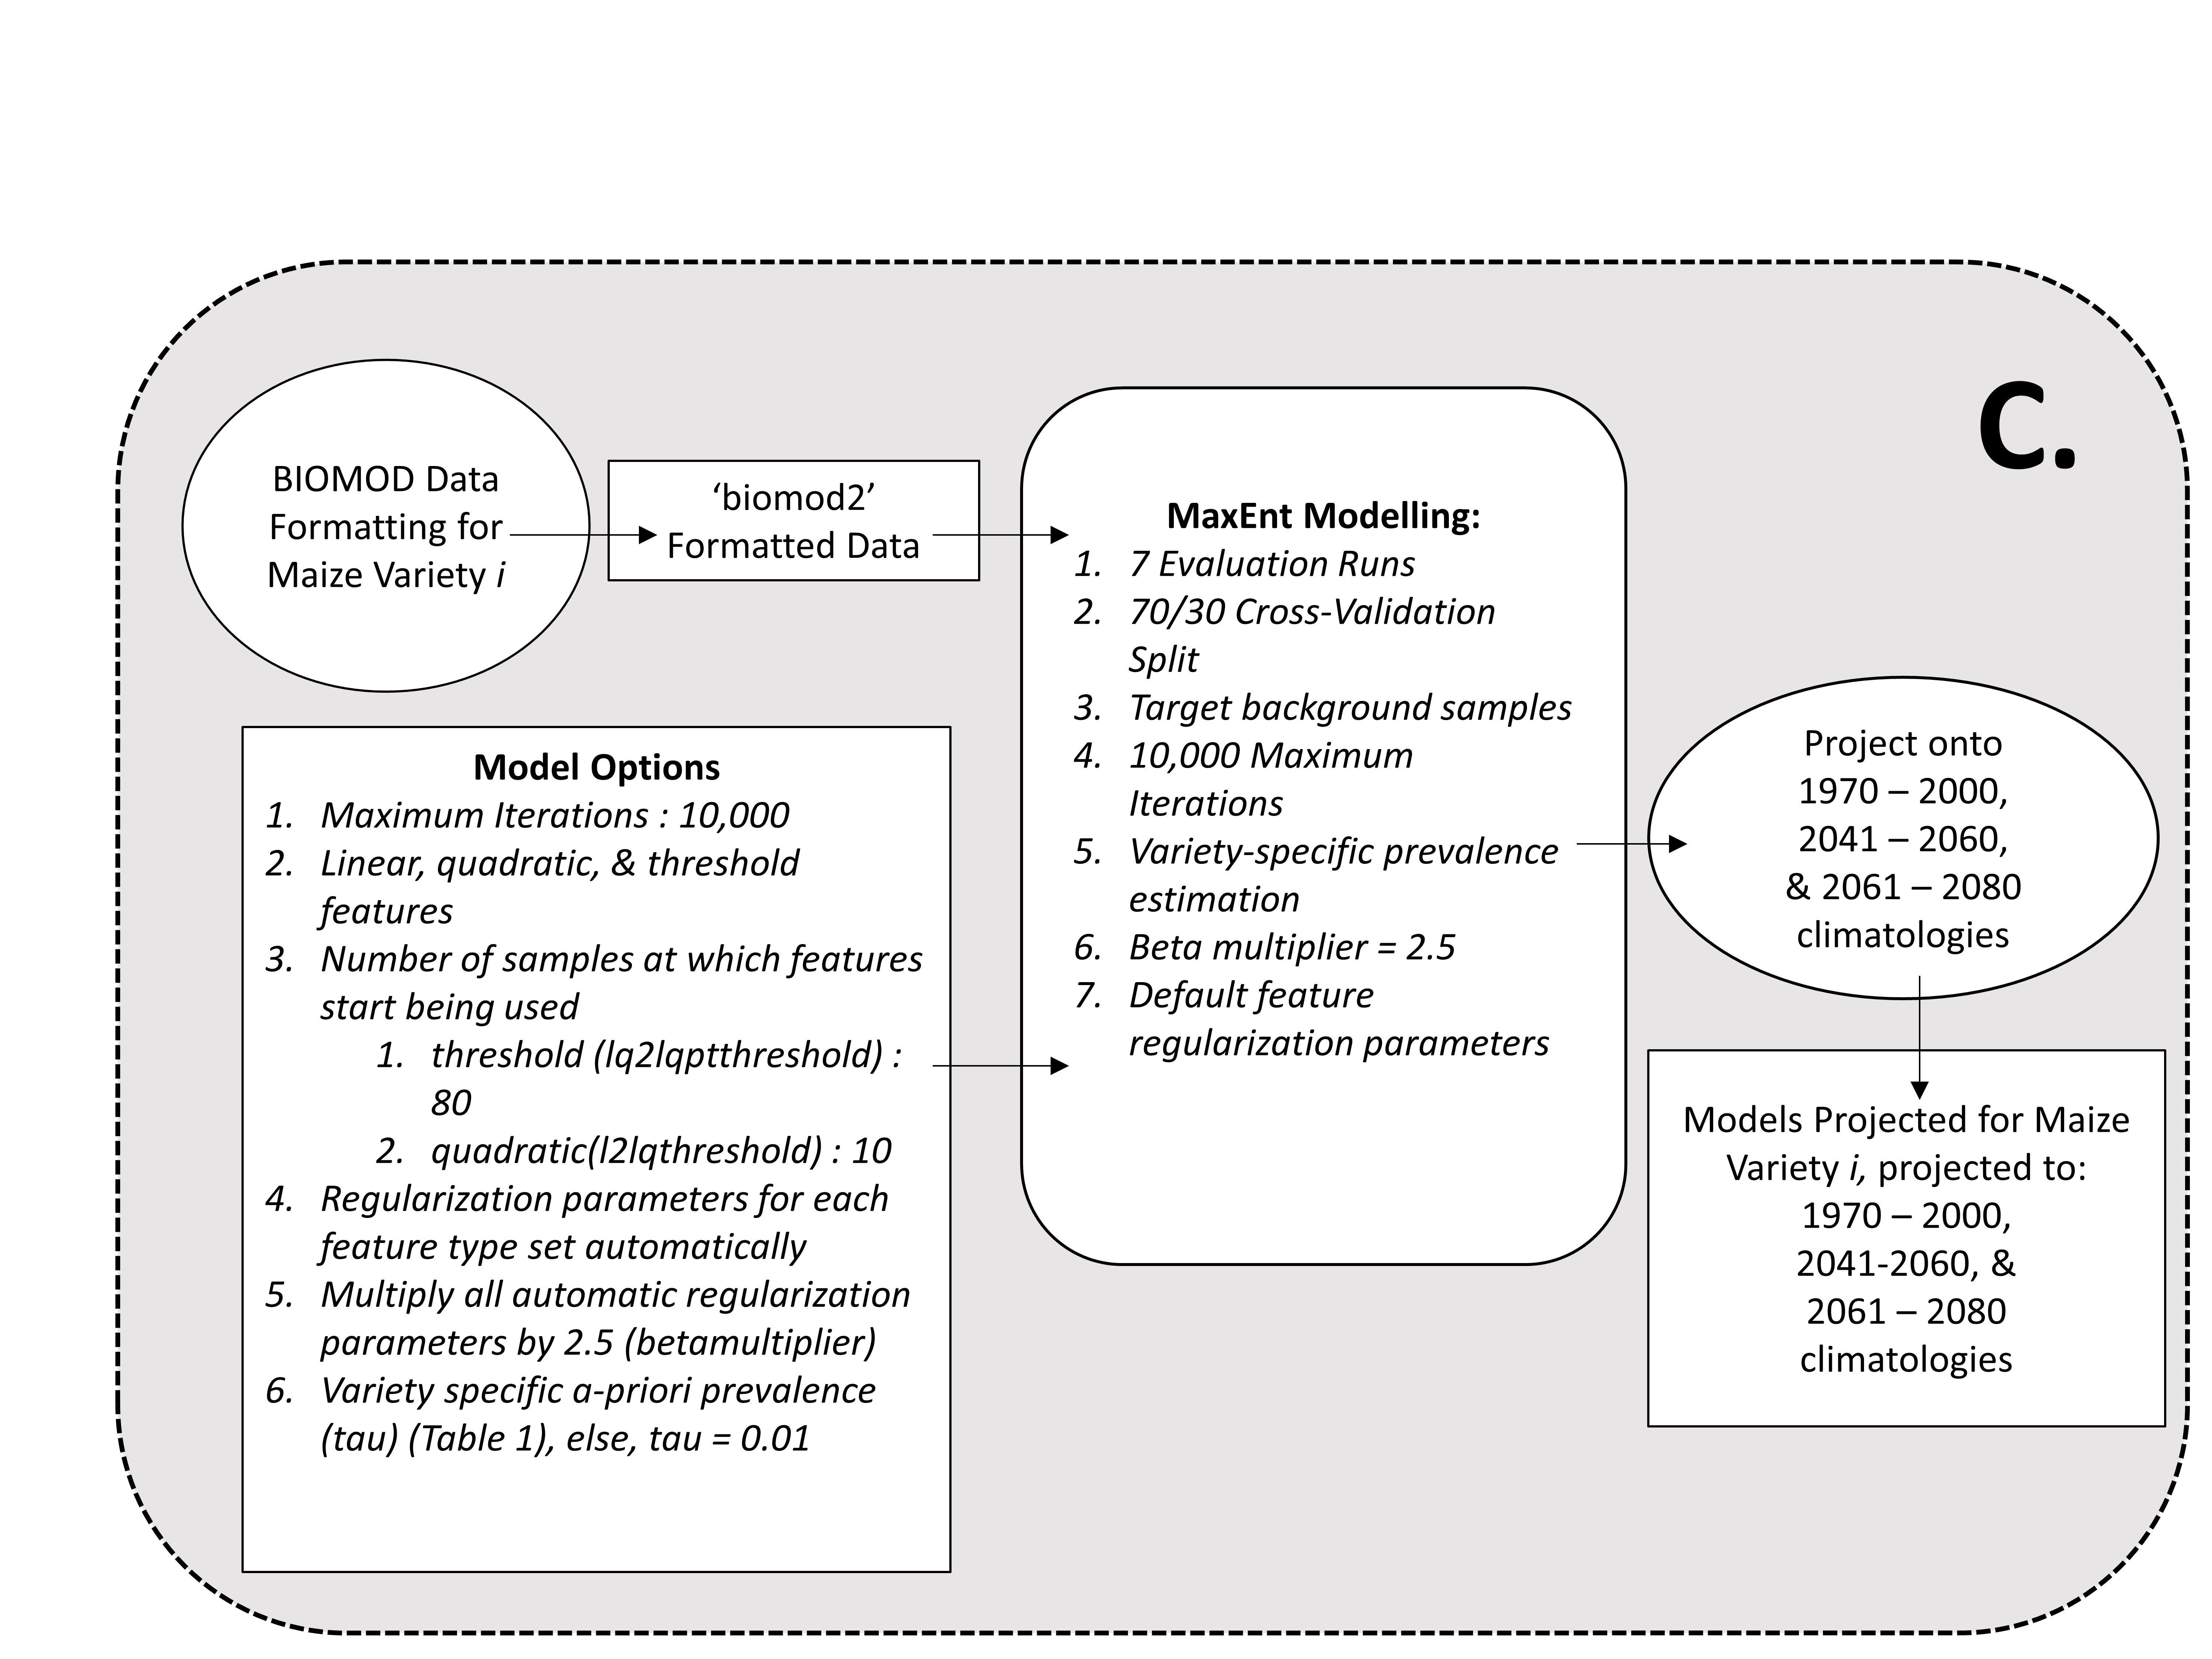 C.
BIOMOD Data
Formatting for
Maize Variety i
‘biomod2’
Formatted Data
Model Options
1. Maximum Iterations : 10,000
2. Linear, quadratic, & threshold
features
3. Number of samples at which features
start being used
1. threshold (lq2lqptthreshold) :
80
2. quadratic(l2lqthreshold) : 10
4. Regularization parameters for each
feature type set automatically
5. Multiply all automatic regularization
parameters by 2.5 (betamultiplier)
6. Variety specific a-priori prevalence
(tau) (Table 1), else, tau = 0.01
MaxEnt Modelling:
1. 7 Evaluation Runs
2. 70/30 Cross-Validation
Split
3. Target background samples
4. 10,000 Maximum
Iterations
5. Variety-specific prevalence
estimation
6. Beta multiplier = 2.5
7. Default feature
regularization parameters
Project onto
1970 – 2000,
2041 – 2060,
& 2061 – 2080
climatologies
Models Projected for Maize
Variety i, projected to:
1970 – 2000,
2041-2060, &
2061 – 2080
climatologies